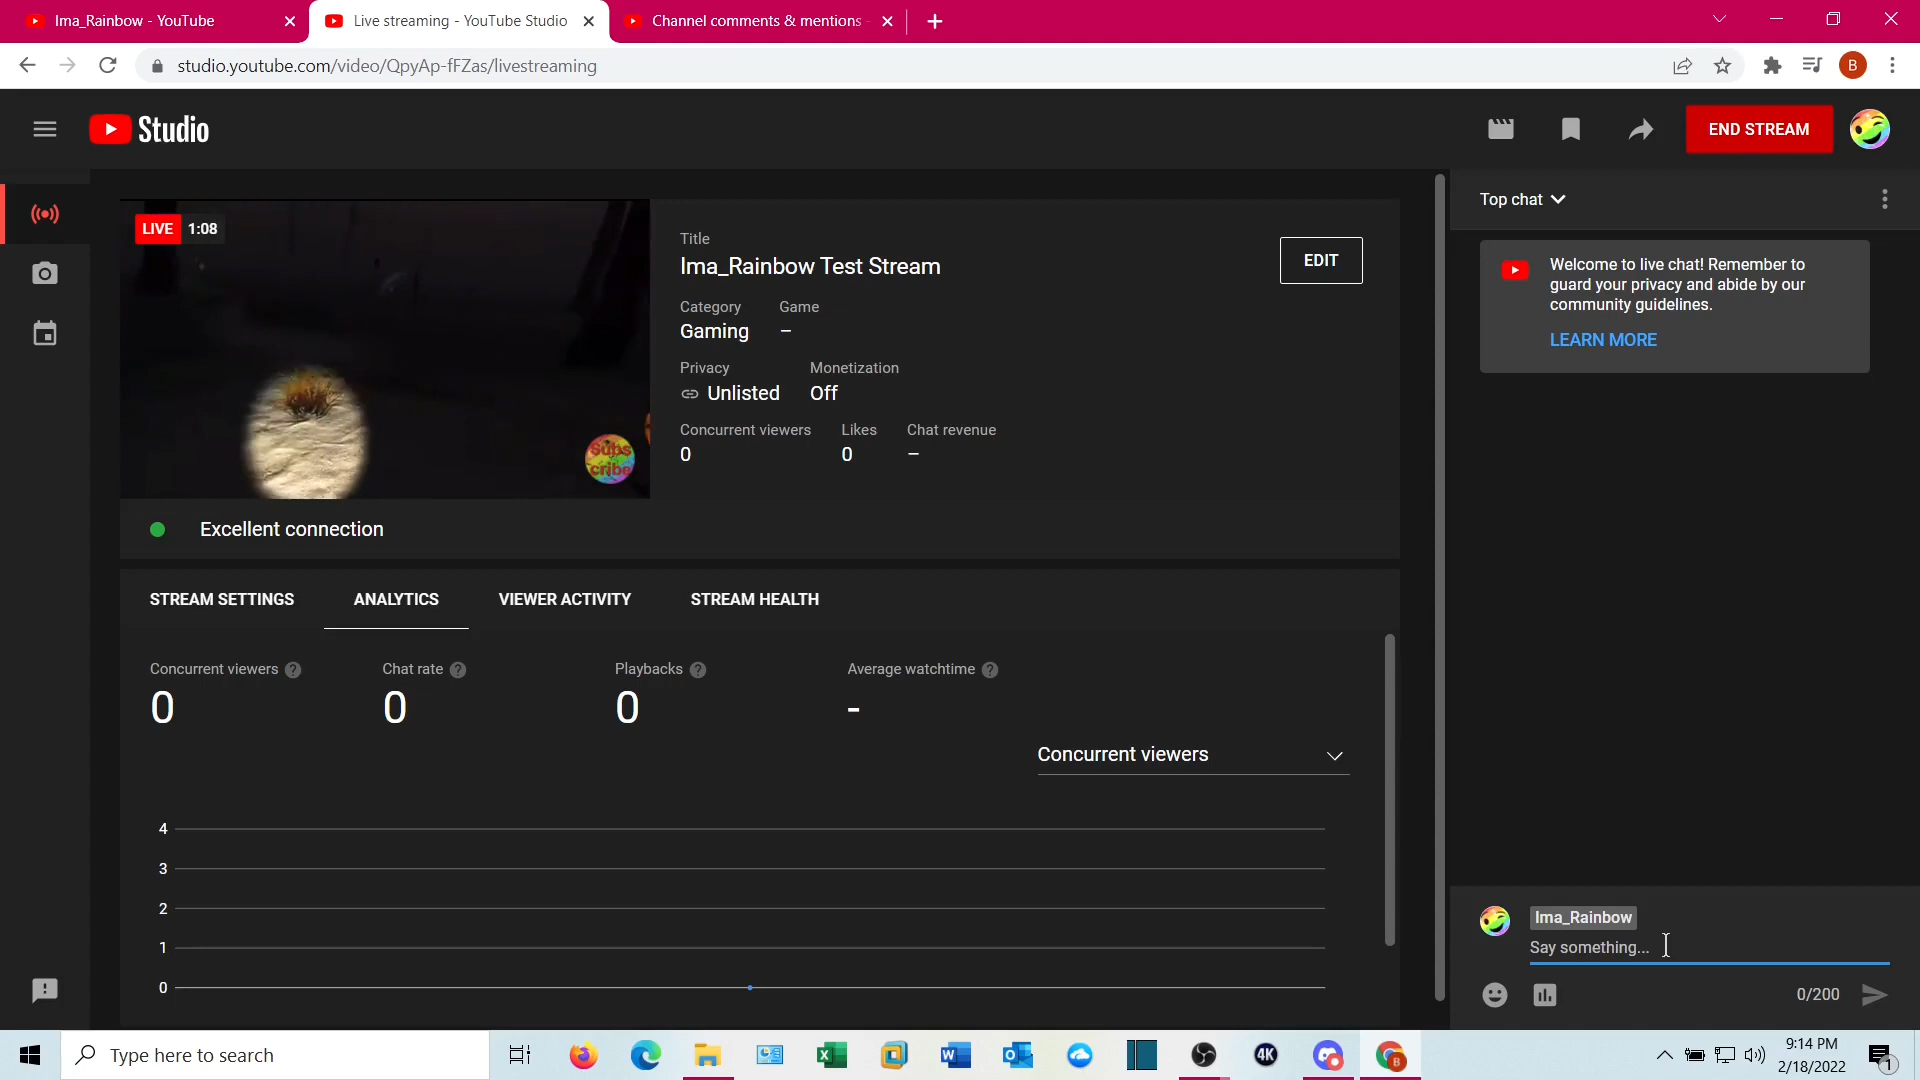 Ima_Rainbow - YouTube
Live streaming - YouTube Studio
Channel comments & mentions -
studio.youtube.com/video/QpyAp-fFZas/livestreaming
B
Studio
END STREAM
LIVE 1:08
Subs
cribe
Title
Ima_Rainbow Test Stream
EDIT
Category Game
Gaming –
Privacy Monetization
Unlisted Off
Concurrent viewers Likes Chat revenue
0 0 –
Excellent connection
STREAM SETTINGS ANALYTICS VIEWER ACTIVITY STREAM HEALTH
Concurrent viewers ? Chat rate ? Playbacks ? Average watchtime ?
0 0 0 -
Concurrent viewers
4
3
2
1
0
Top chat
Welcome to live chat! Remember to
guard your privacy and abide by our
community guidelines.
LEARN MORE
Ima_Rainbow
Say something...
0/200
Type here to search
4K
B
9:14 PM
2/18/2022
1